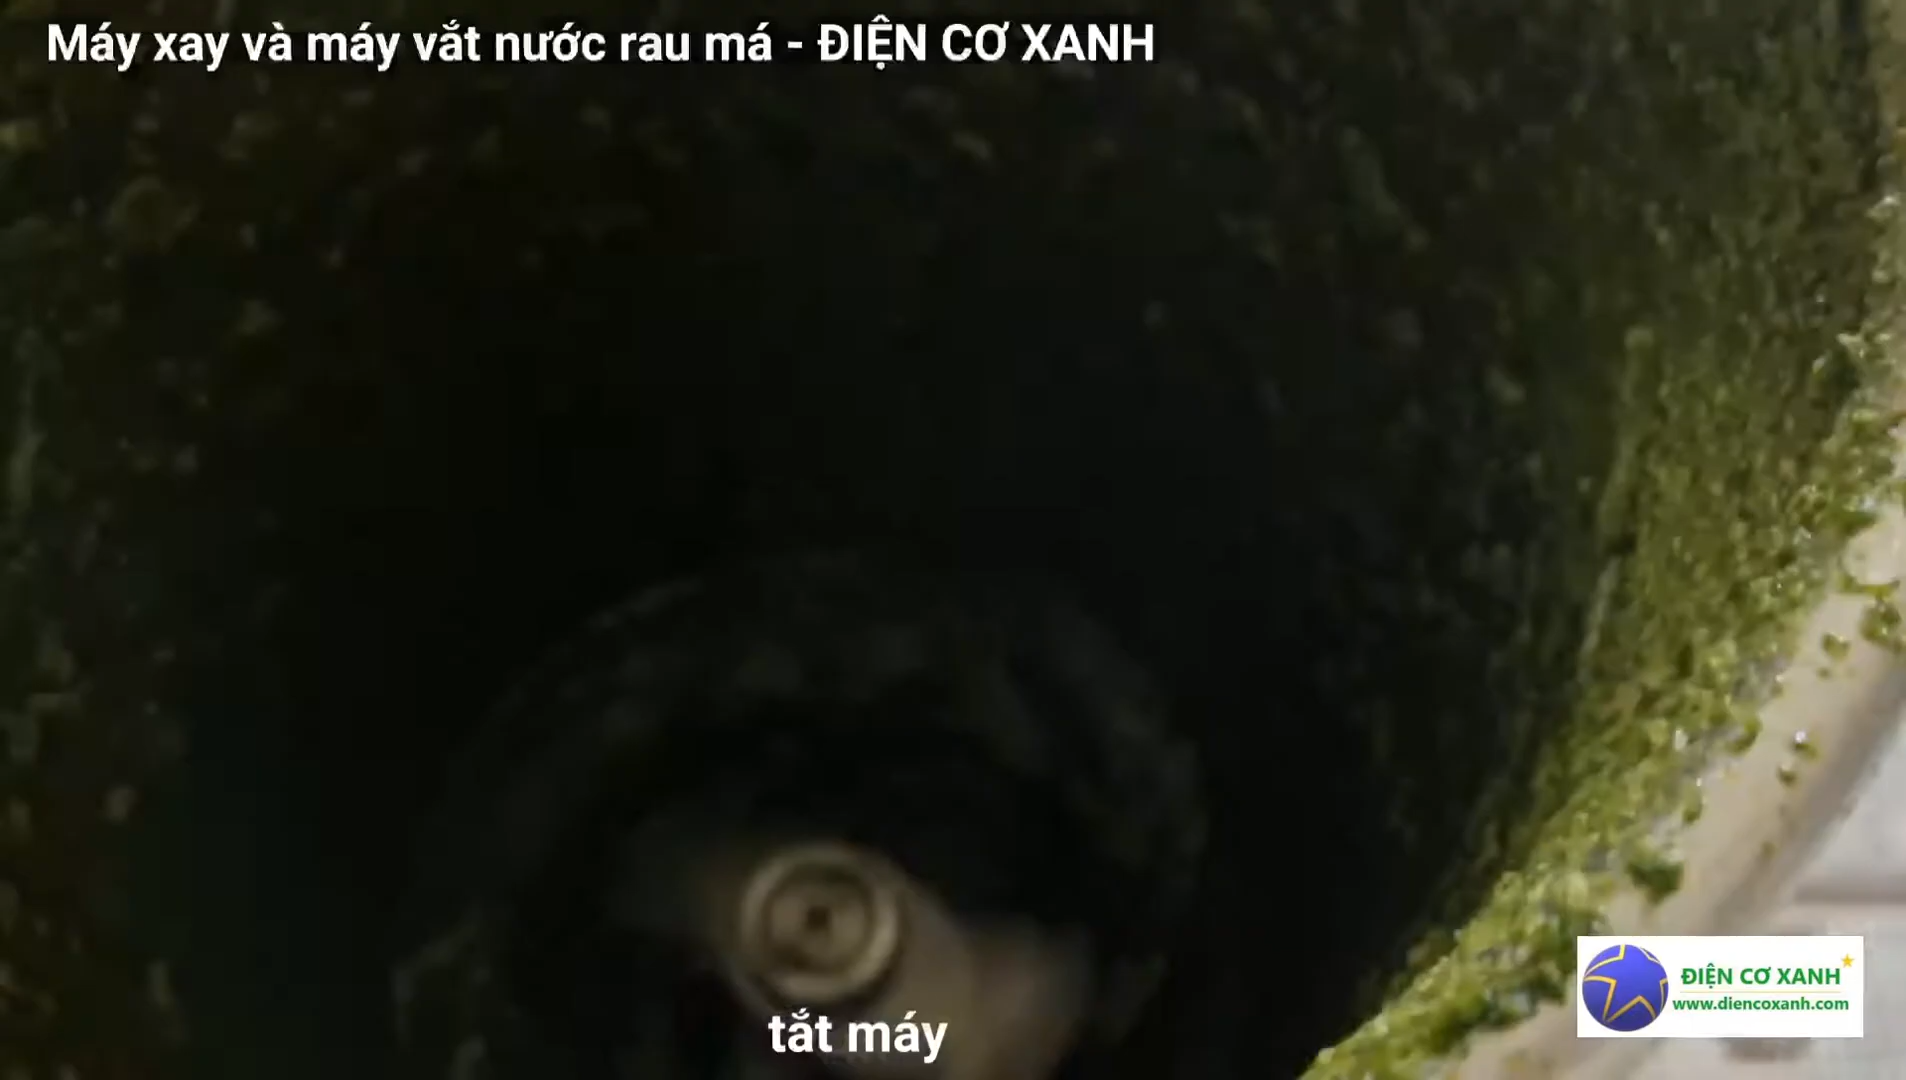 Máy xay và máy vắt nước rau má - ĐIỆN CƠ XANH
tắt máy
ĐIỆN CƠ XANH
www.diencoxanh.com